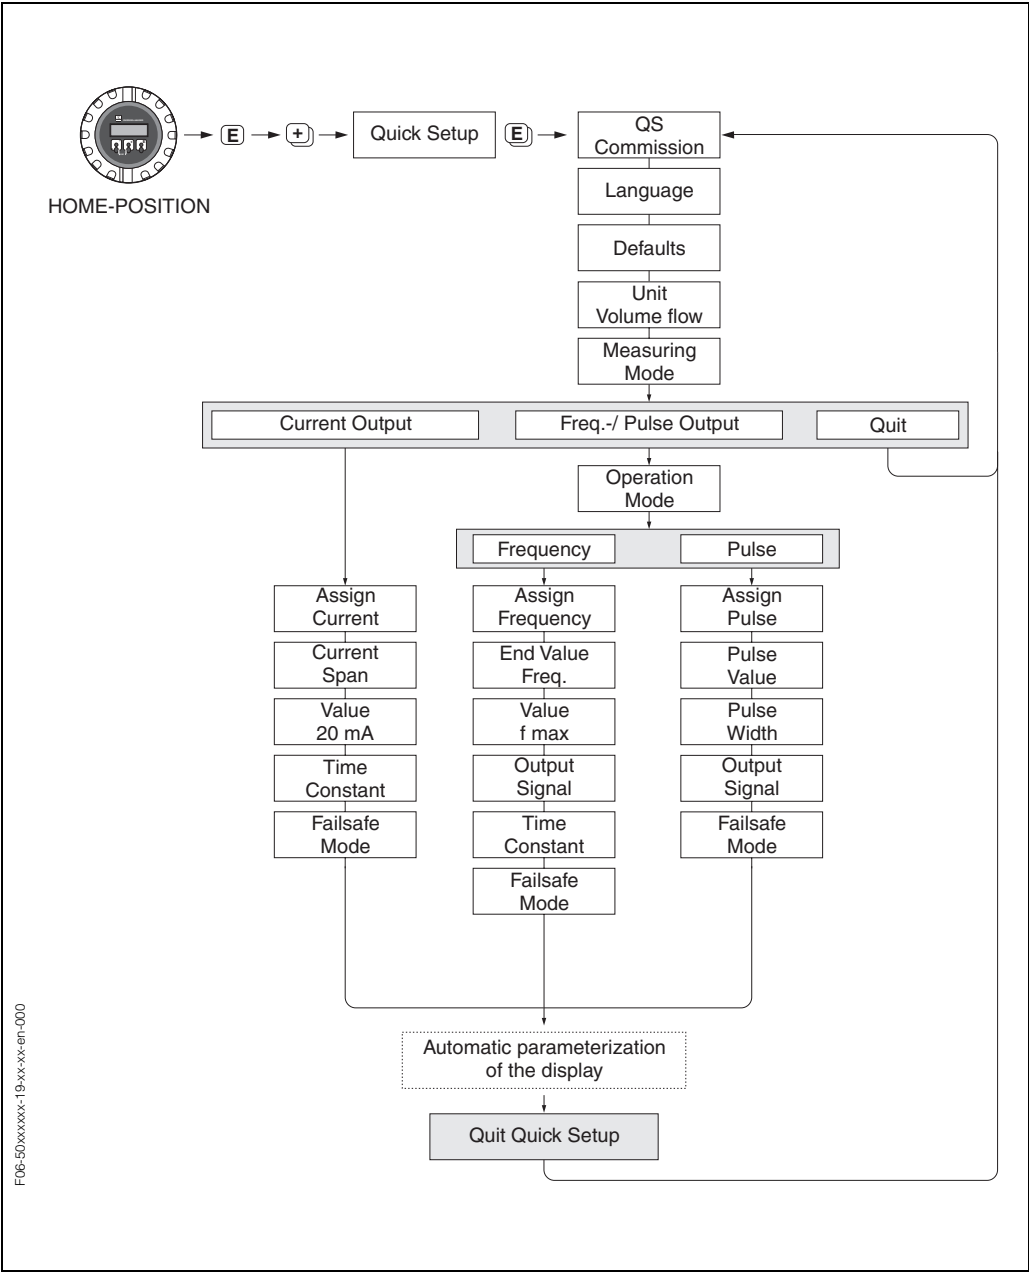 E
+
Quick Setup
E
QS
Commission
HOME-POSITION
Language
Defaults
Unit
Volume flow
Measuring
Mode
Current Output
Freq.-/ Pulse Output
Quit
Operation
Mode
Frequency
Pulse
Assign
Current
Current
Span
Value
20 mA
Time
Constant
Failsafe
Mode
Assign
Frequency
End Value
Freq.
Value
f max
Output
Signal
Time
Constant
Failsafe
Mode
Assign
Pulse
Pulse
Value
Pulse
Width
Output
Signal
Failsafe
Mode
Automatic parameterization
of the display
Quit Quick Setup
F06-50xxxxxx-19-xx-xx-en-000